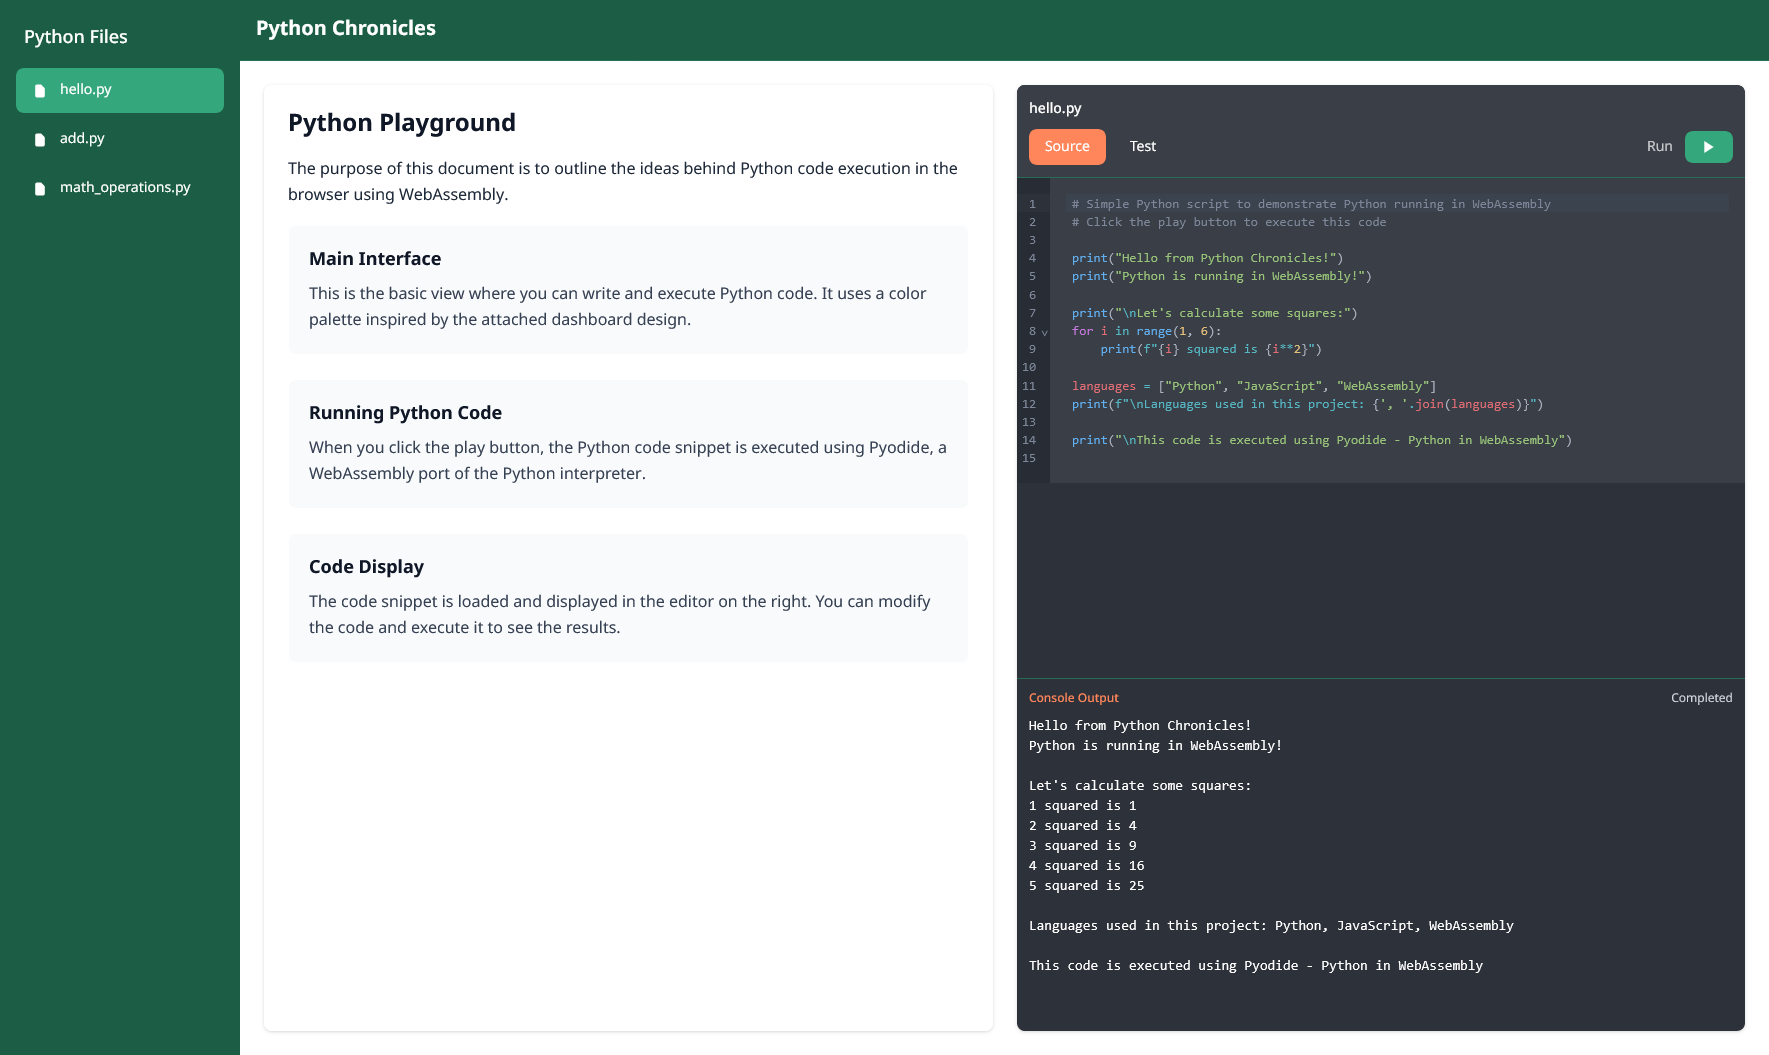 Python Files
hello.py
add.py
math_operations.py
Python Chronicles
Python Playground
The purpose of this document is to outline the ideas behind Python code execution in the
browser using WebAssembly.
Main Interface
This is the basic view where you can write and execute Python code. It uses a color
palette inspired by the attached dashboard design.
Running Python Code
When you click the play button, the Python code snippet is executed using Pyodide, a
WebAssembly port of the Python interpreter.
Code Display
The code snippet is loaded and displayed in the editor on the right. You can modify
the code and execute it to see the results.
hello.py
Source Test Run
1 # Simple Python script to demonstrate Python running in WebAssembly
2 # Click the play button to execute this code
3
4 print("Hello from Python Chronicles!")
5 print("Python is running in WebAssembly!")
6
7 print("\nLet's calculate some squares:")
8 for i in range(1, 6):
9     print(f"{i} squared is {i**2}")
10
11 languages = ["Python", "JavaScript", "WebAssembly"]
12 print(f"\nLanguages used in this project: {', '.join(languages)}")
13
14 print("\nThis code is executed using Pyodide - Python in WebAssembly")
15
Console Output Completed
Hello from Python Chronicles!
Python is running in WebAssembly!
Let's calculate some squares:
1 squared is 1
2 squared is 4
3 squared is 9
4 squared is 16
5 squared is 25
Languages used in this project: Python, JavaScript, WebAssembly
This code is executed using Pyodide - Python in WebAssembly